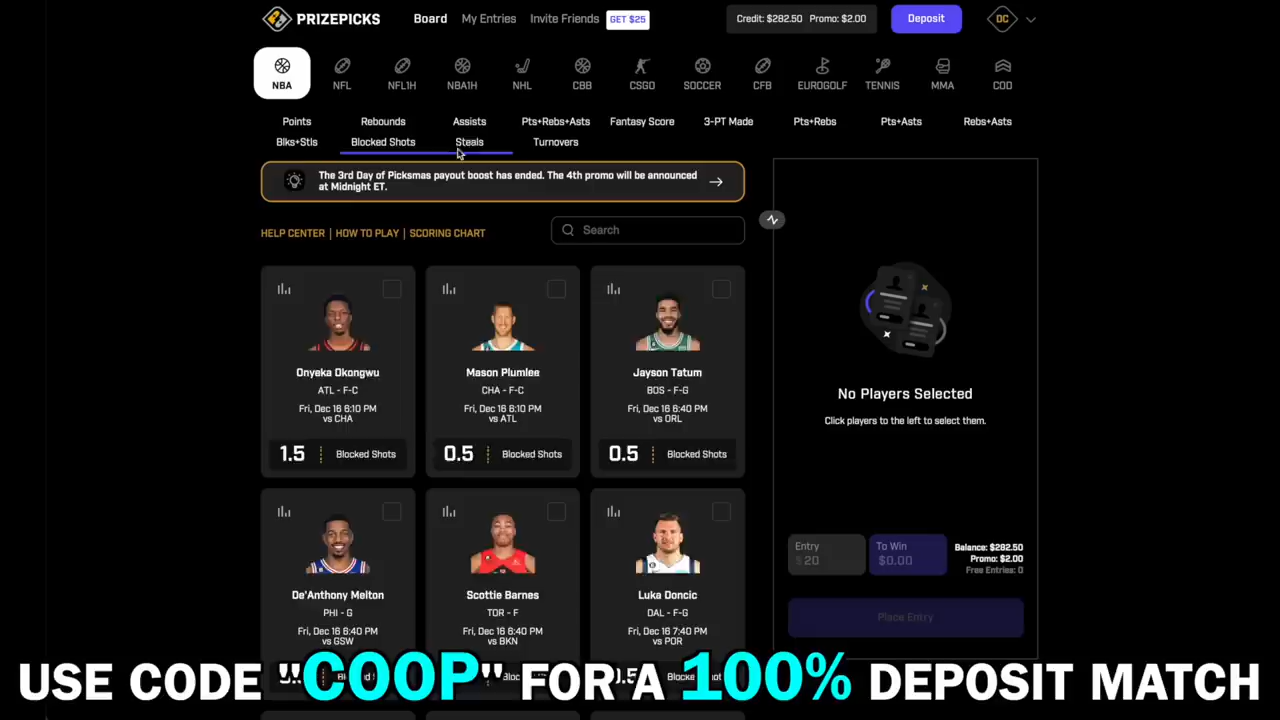 PRIZEPICKS
Board
My Entries
Invite Friends
GET $25
Credit: $282.50 Promo: $2.00
Deposit
DC
NBA
NFL
NFL1H
NBA1H
NHL
CBB
CSGO
SOCCER
CFB
EUROGOLF
TENNIS
MMA
COD
Points
Rebounds
Assists
Pts+Rebs+Asts
Fantasy Score
3-PT Made
Pts+Rebs
Pts+Asts
Rebs+Asts
Blks+Stls
Blocked Shots
Steals
Turnovers
The 3rd Day of Picksmas payout boost has ended. The 4th promo will be announced
at Midnight ET.
HELP CENTER | HOW TO PLAY | SCORING CHART
Search
Onyeka Okongwu
ATL - F-C
Fri, Dec 16 6:10 PM
vs CHA
1.5 Blocked Shots
Mason Plumlee
CHA - F-C
Fri, Dec 16 6:10 PM
vs ATL
0.5 Blocked Shots
Jayson Tatum
BOS - F-G
Fri, Dec 16 6:40 PM
vs ORL
0.5 Blocked Shots
No Players Selected
Click players to the left to select them.
De'Anthony Melton
PHI - G
Fri, Dec 16 6:40 PM
vs GSW
Scottie Barnes
TOR - F
Fri, Dec 16 6:40 PM
vs BKN
Luka Doncic
DAL - F-G
Fri, Dec 16 7:40 PM
vs POR
Entry
$ 20
To Win
$0.00
Balance: $282.50
Promo: $2.00
Free Entries: 0
Place Entry
USE CODE "COOP" FOR A 100% DEPOSIT MATCH